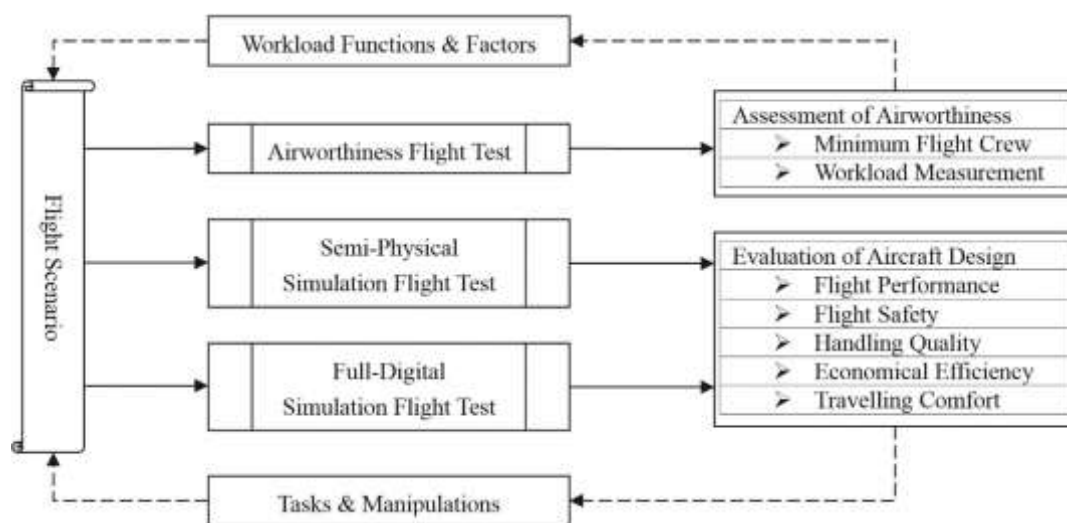 Workload Functions & Factors
Flight Scenario
Airworthiness Flight Test
Semi-Physical
Simulation Flight Test
Full-Digital
Simulation Flight Test
Assessment of Airworthiness
➢ Minimum Flight Crew
➢ Workload Measurement
Evaluation of Aircraft Design
➢ Flight Performance
➢ Flight Safety
➢ Handling Quality
➢ Economical Efficiency
➢ Travelling Comfort
Tasks & Manipulations